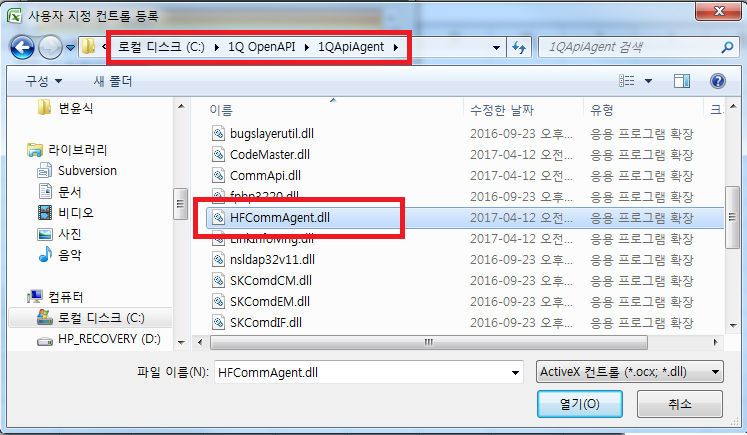 사용자 지정 컨트롤 등록
로컬 디스크 (C:) 1Q OpenAPI 1QApiAgent
1QApiAgent 검색
구성 새 폴더
변윤식
라이브러리
Subversion
문서
비디오
사진
음악
컴퓨터
로컬 디스크 (C:)
HP_RECOVERY (D:)
이름 수정한 날짜 유형 크
bugslayerutil.dll 2016-09-23 오후... 응용 프로그램 확장
CodeMaster.dll 2017-04-12 오전... 응용 프로그램 확장
CommApi.dll 2017-04-12 오전... 응용 프로그램 확장
fpbp3220.dll 2016-09-23 오후... 응용 프로그램 확장
HFCommAgent.dll 2017-04-12 오전... 응용 프로그램 확장
LinkInfoMng.dll 2017-04-12 오전... 응용 프로그램 확장
nsldap32v11.dll 2016-09-23 오후... 응용 프로그램 확장
SKComdCM.dll 2016-09-23 오후... 응용 프로그램 확장
SKComdEM.dll 2016-09-23 오후... 응용 프로그램 확장
SKComdIF.dll 2016-09-23 오후... 응용 프로그램 확장
파일 이름(N): HFCommAgent.dll ActiveX 컨트롤 (*.ocx; *.dll)
열기(O) 취소